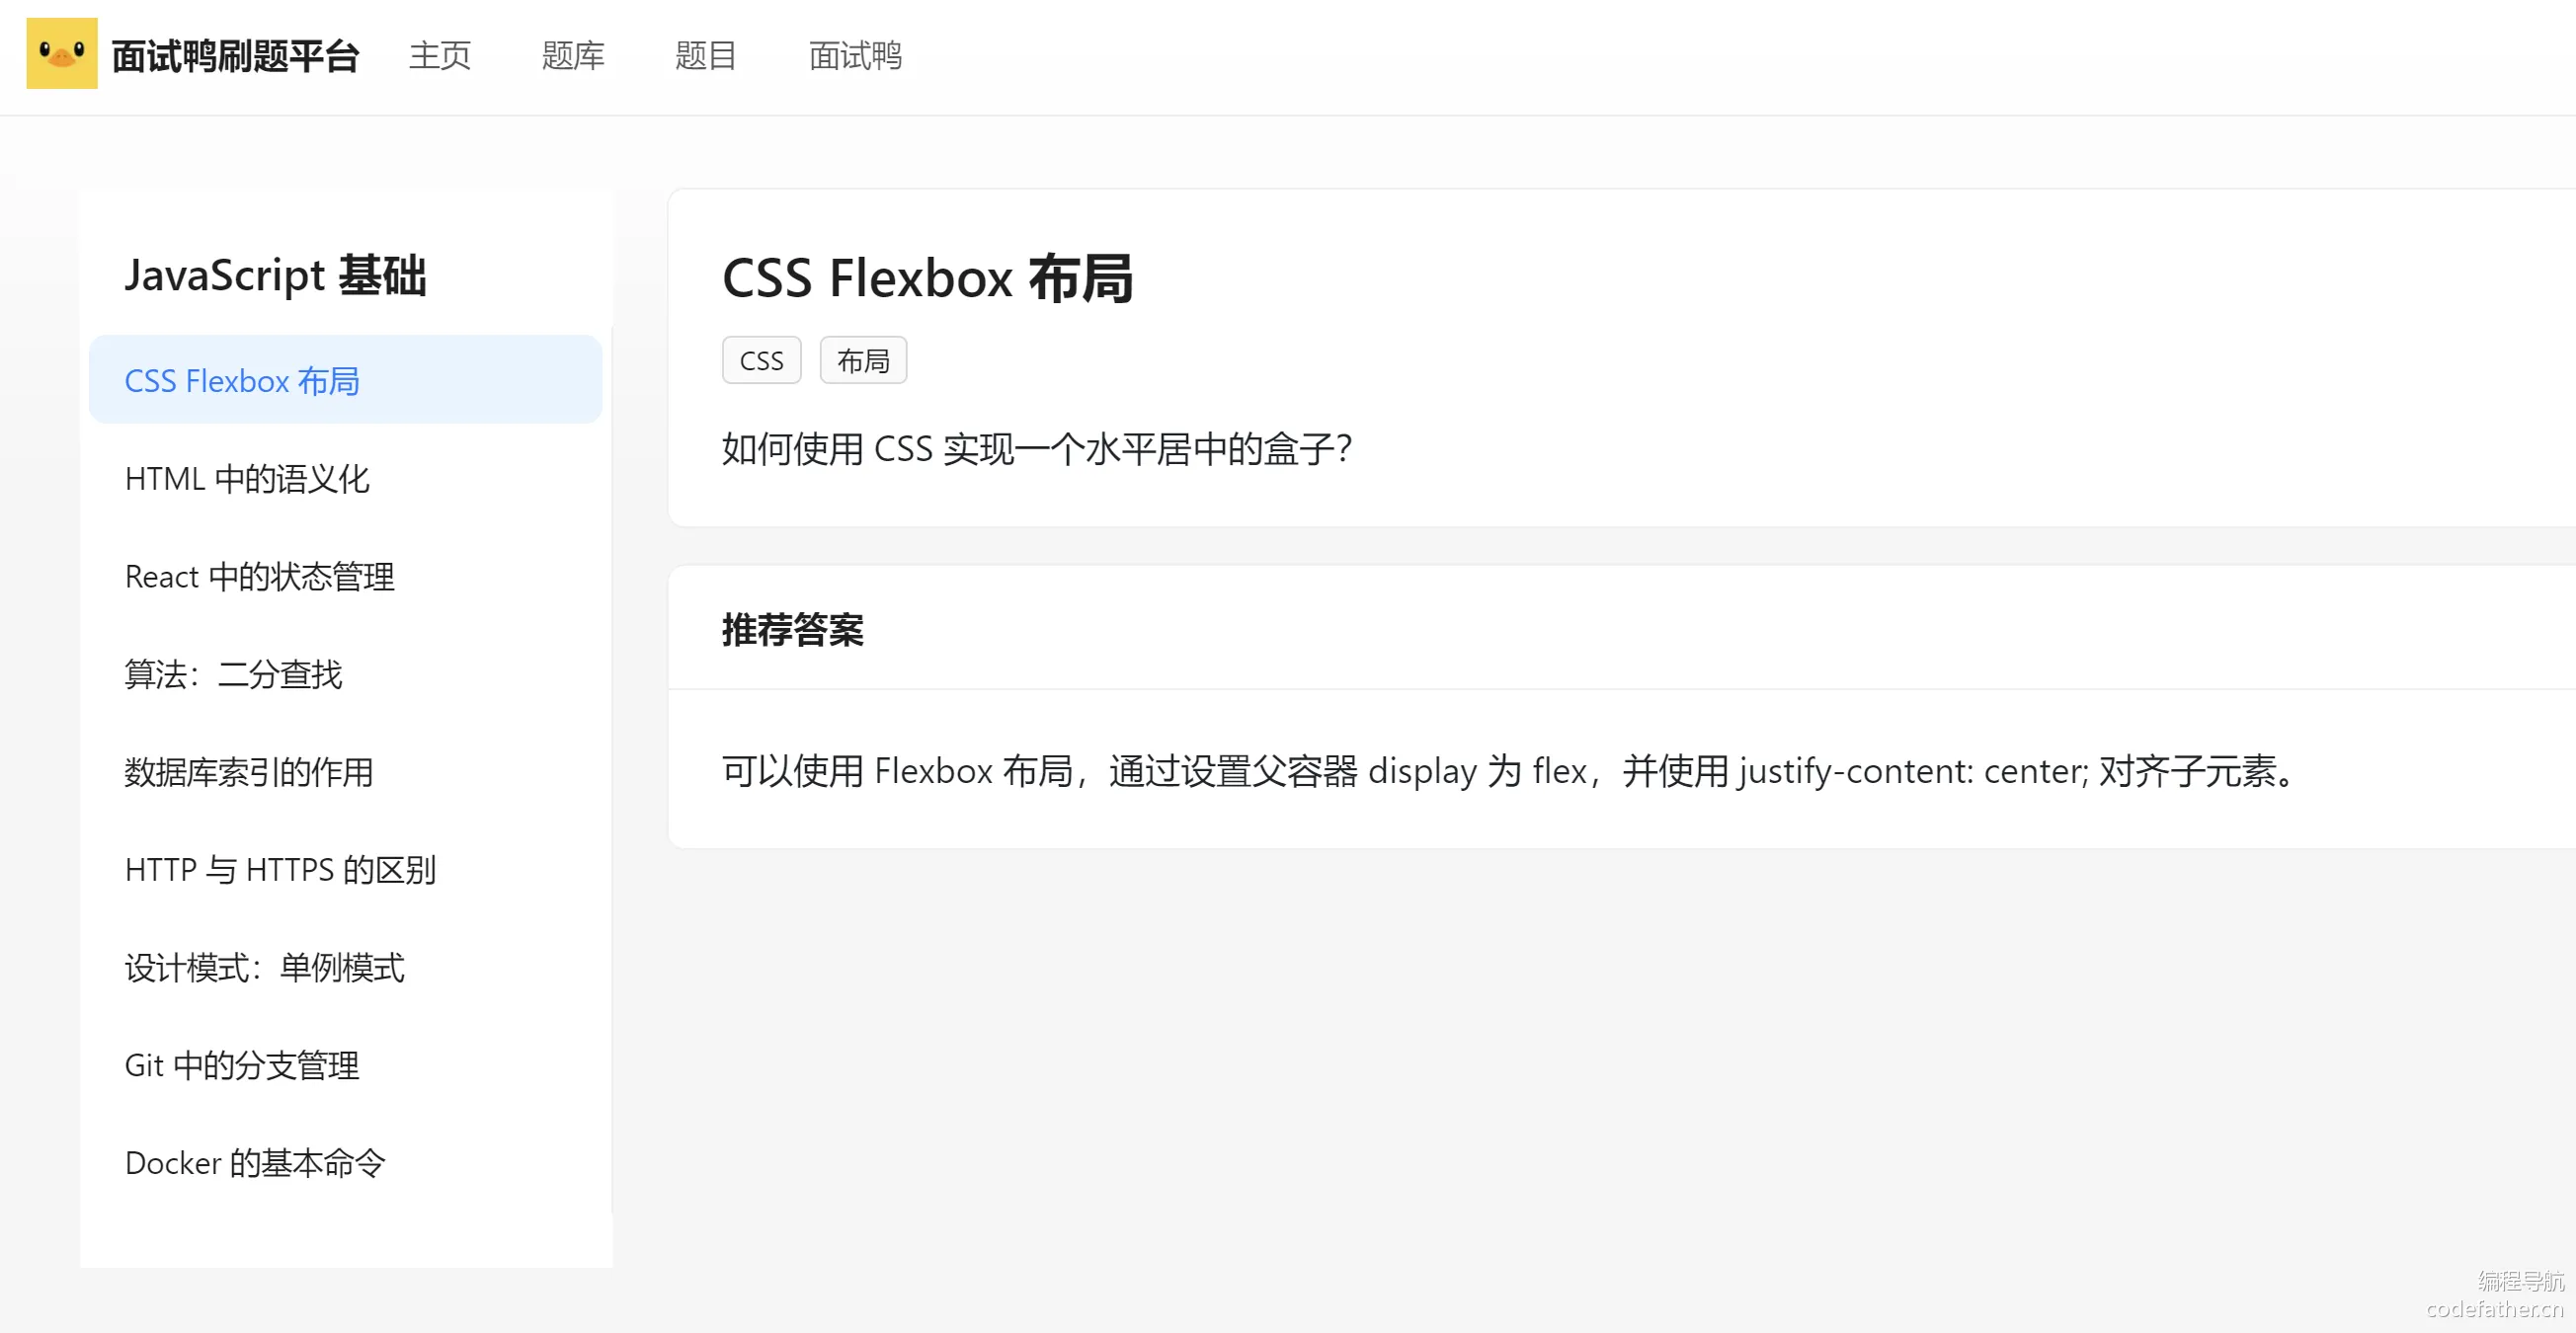 面试鸭刷题平台 主页 题库 题目 面试鸭
JavaScript 基础
CSS Flexbox 布局
HTML 中的语义化
React 中的状态管理
算法：二分查找
数据库索引的作用
HTTP 与 HTTPS 的区别
设计模式：单例模式
Git 中的分支管理
Docker 的基本命令
CSS Flexbox 布局
CSS 布局
如何使用 CSS 实现一个水平居中的盒子？
推荐答案
可以使用 Flexbox 布局，通过设置父容器 display 为 flex，并使用 justify-content: center; 对齐子元素。
编程导航
codefather.cn